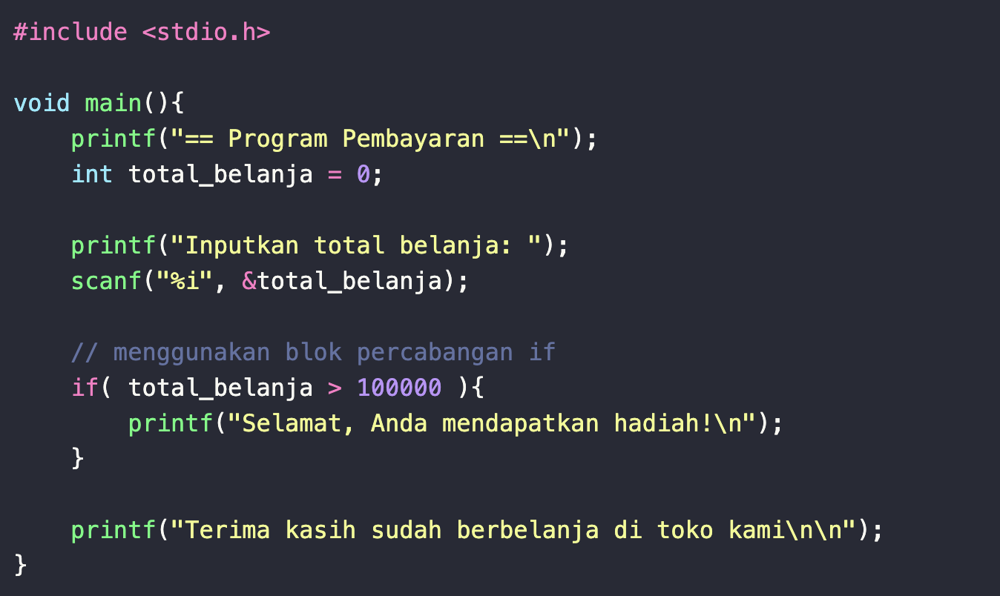 #include <stdio.h>

void main(){
    printf("== Program Pembayaran ==\n");
    int total_belanja = 0;

    printf("Inputkan total belanja: ");
    scanf("%i", &total_belanja);

    // menggunakan blok percabangan if
    if( total_belanja > 100000 ){
        printf("Selamat, Anda mendapatkan hadiah!\n");
    }

    printf("Terima kasih sudah berbelanja di toko kami\n\n");
}